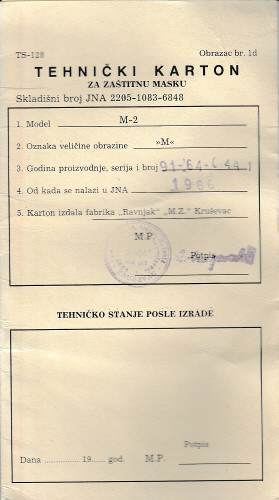 TS-128 Obrazac br. 1d
TEHNIČKI KARTON
ZA ZAŠTITNU MASKU
Skladišni broj JNA 2205-1083-6848
1. Model M-2
2. Oznaka veličine obrazine »M«
3. Godina proizvodnje, serija i broj 91-64-
4. Od kada se nalazi u JNA
5. Karton izdala fabrika „Ravnjak" „M.Z." Kruševac
M.P.
Potpis
TEHNIČKO STANJE POSLE IZRADE
Potpis
Dana ........... 19...... god. M.P.